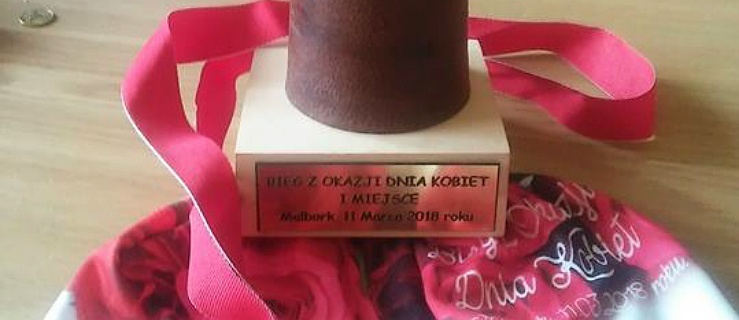 BIEG Z OKAZJI DNIA KOBIET
I MIEJSCE
Malbork 11 Marca 2018 roku
Dnia Kobiet